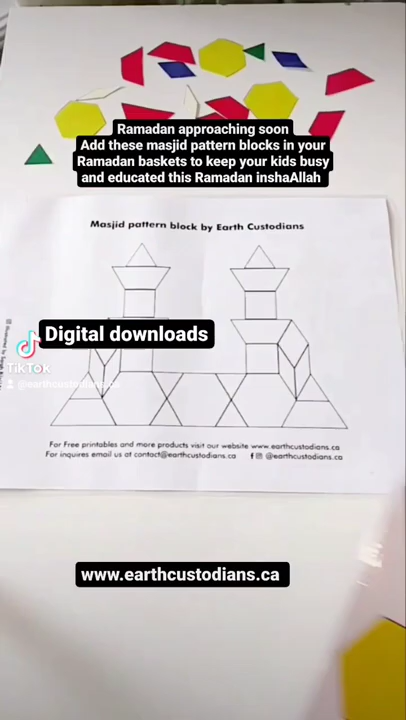 Ramadan approaching soon
Add these masjid pattern blocks in your
Ramadan baskets to keep your kids busy
and educated this Ramadan inshaAllah
Masjid pattern block by Earth Custodians
Digital downloads
TikTok
@earthcustodians.ca
For Free printables and more products visit our website www.earthcustodians.ca
For inquires email us at contact@earthcustodians.ca @earthcustodians.ca
www.earthcustodians.ca